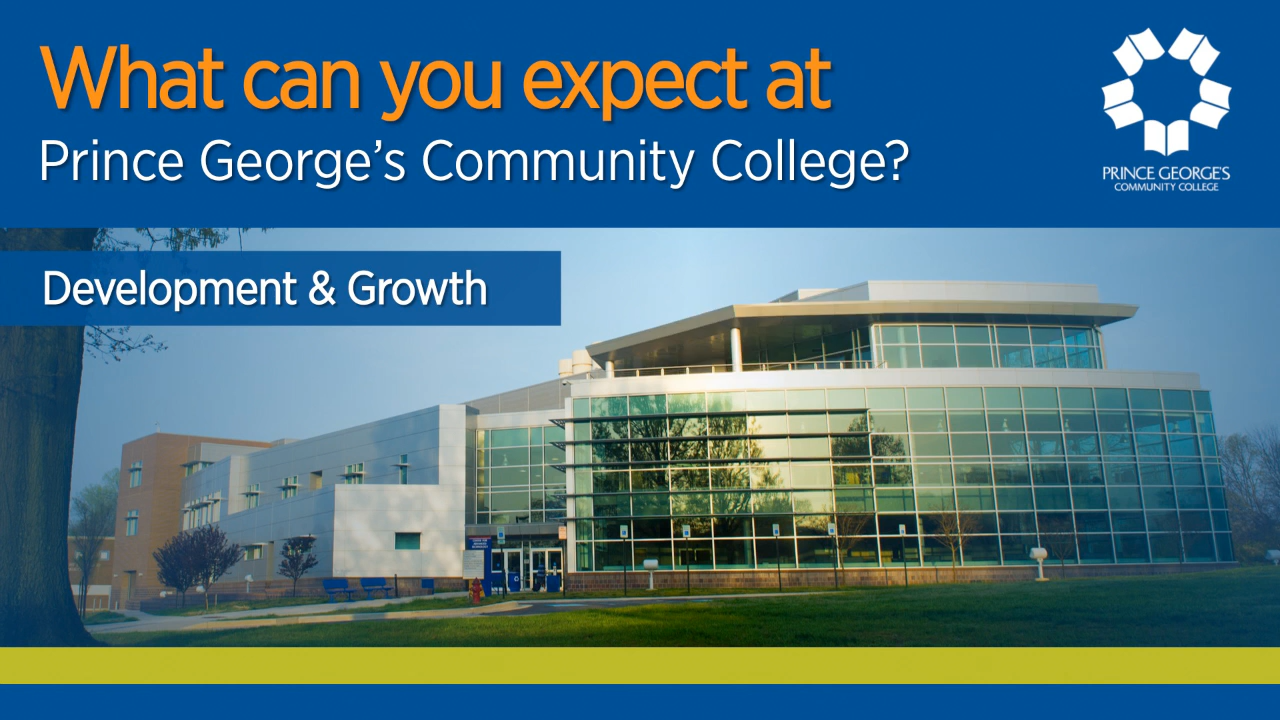 What can you expect at
Prince George’s Community College?
PRINCE GEORGE'S
COMMUNITY COLLEGE
Development & Growth